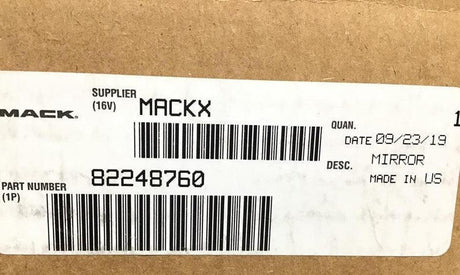 MACK®
SUPPLIER
(16V)
MACKX
QUAN.
1
DATE 09/23/19
DESC.
MIRROR
MADE IN US
PART NUMBER
(1P)
82248760